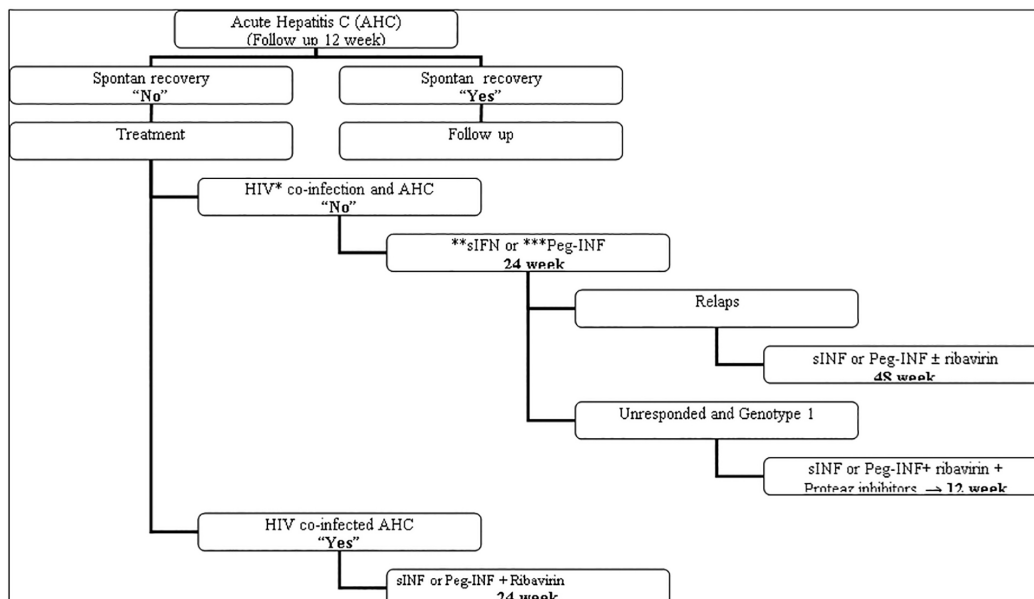 Acute Hepatitis C (AHC)
(Follow up 12 week)
Spontan recovery
“No”
Spontan recovery
“Yes”
Treatment
Follow up
HIV* co-infection and AHC
“No”
**sIFN or ***Peg-INF
24 week
Relaps
sINF or Peg-INF ± ribavirin
48 week
Unresponded and Genotype 1
sINF or Peg-INF+ ribavirin +
Proteaz inhibitors → 12 week
HIV co-infected AHC
“Yes”
sINF or Peg-INF + Ribavirin
24 week